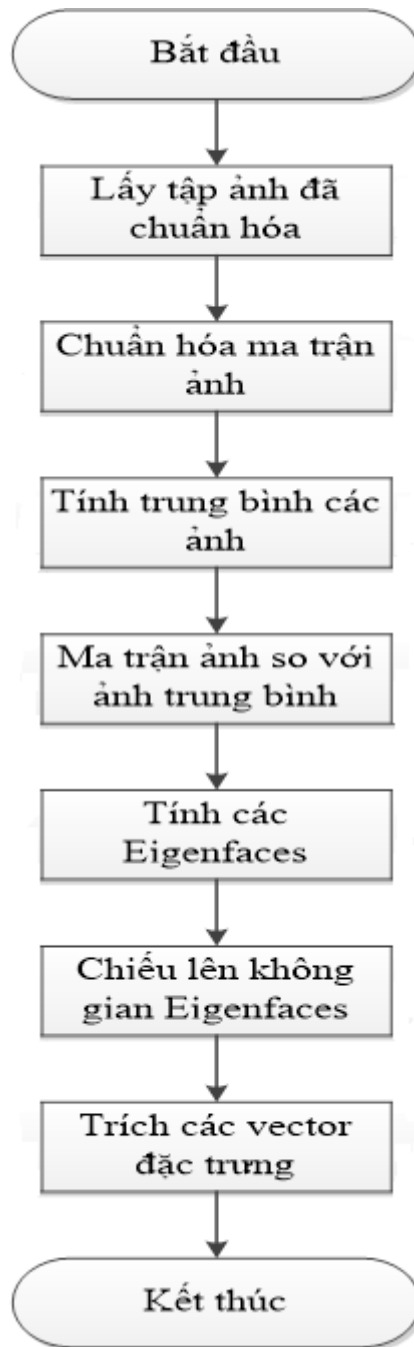 Bắt đầu
Lấy tập ảnh đã
chuẩn hóa
Chuẩn hóa ma trận
ảnh
Tính trung bình các
ảnh
Ma trận ảnh so với
ảnh trung bình
Tính các
Eigenfaces
Chiếu lên không
gian Eigenfaces
Trích các vector
đặc trưng
Kết thúc